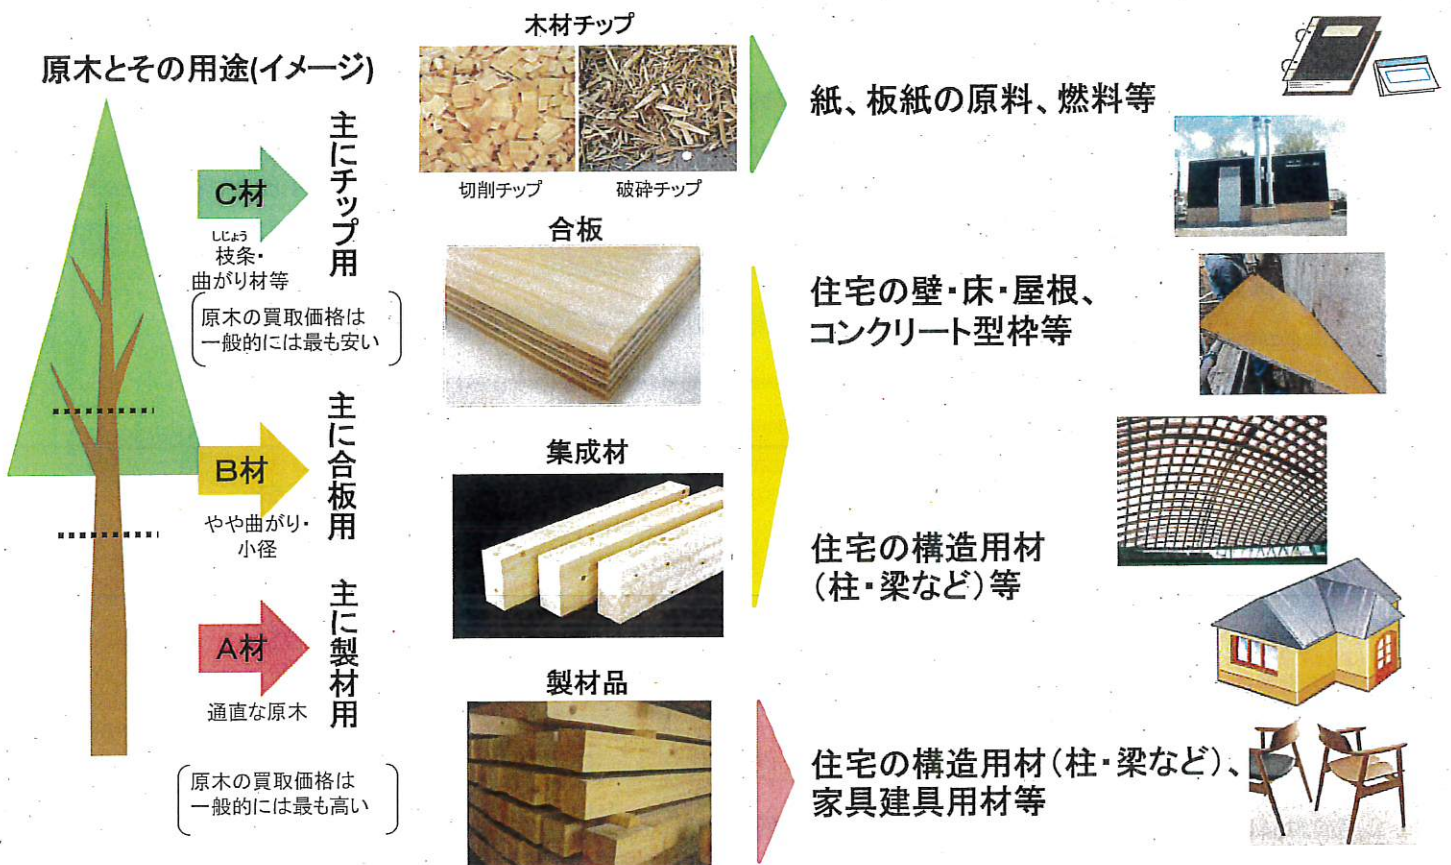 原木とその用途(イメージ)
C材
しじょう
枝条・
曲がり材等
原木の買取価格は
一般的には最も安い
主にチップ用
木材チップ
切削チップ
破砕チップ
紙、板紙の原料、燃料等
B材
やや曲がり・
小径
主に合板用
合板
住宅の壁・床・屋根、
コンクリート型枠等
集成材
住宅の構造用材
(柱・梁など)等
A材
通直な原木
原木の買取価格は
一般的には最も高い
主に製材用
製材品
住宅の構造用材(柱・梁など)、
家具建具用材等